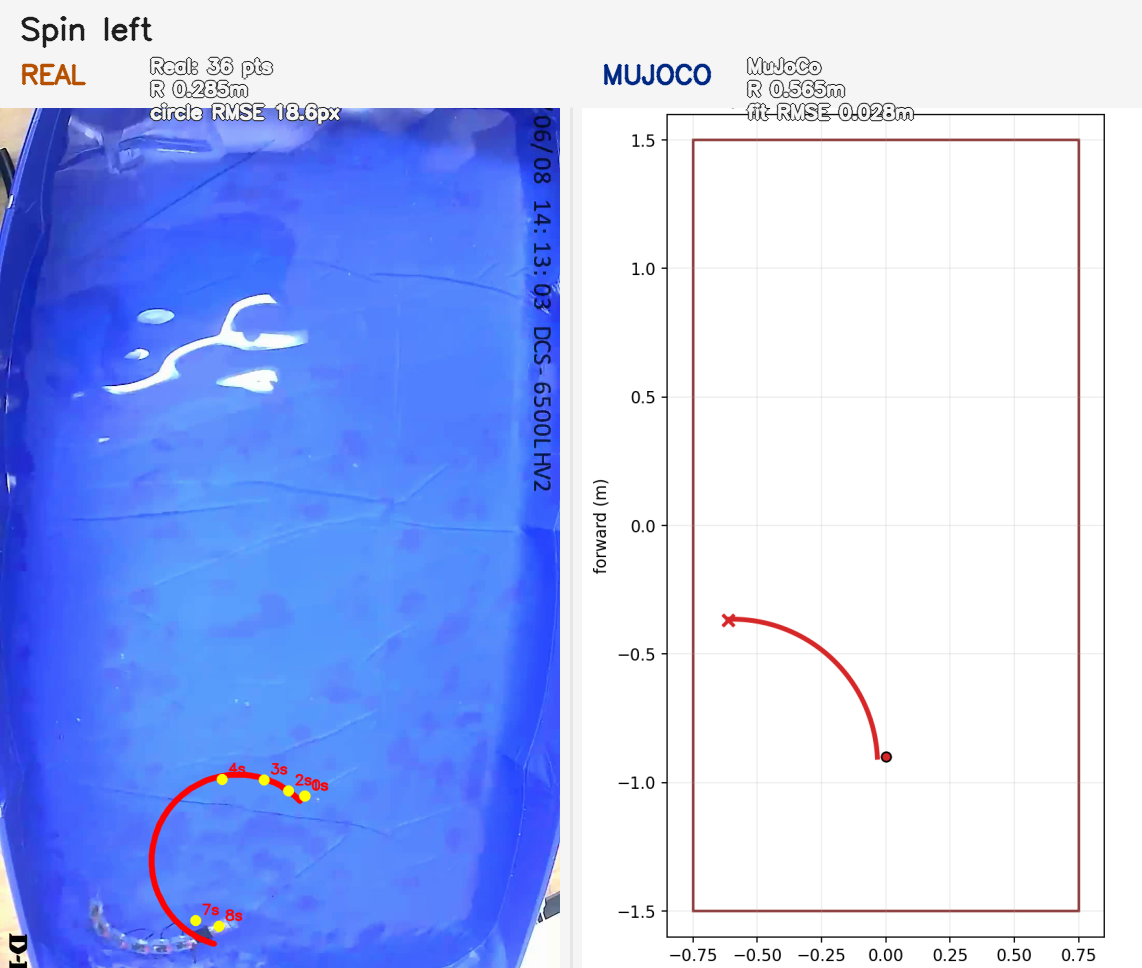 Spin left
REAL
Real: 36 pts
R 0.285m
circle RMSE 18.6px
MUJOCO
MuJoCo
R 0.565m
fit RMSE 0.028m
06/08 14:13:03 DCS-6500LHV2
4s
3s
2s
0s
7s
8s
D-
forward (m)
1.5
1.0
0.5
0.0
−0.5
−1.0
−1.5
−0.75
−0.50
−0.25
0.00
0.25
0.50
0.75